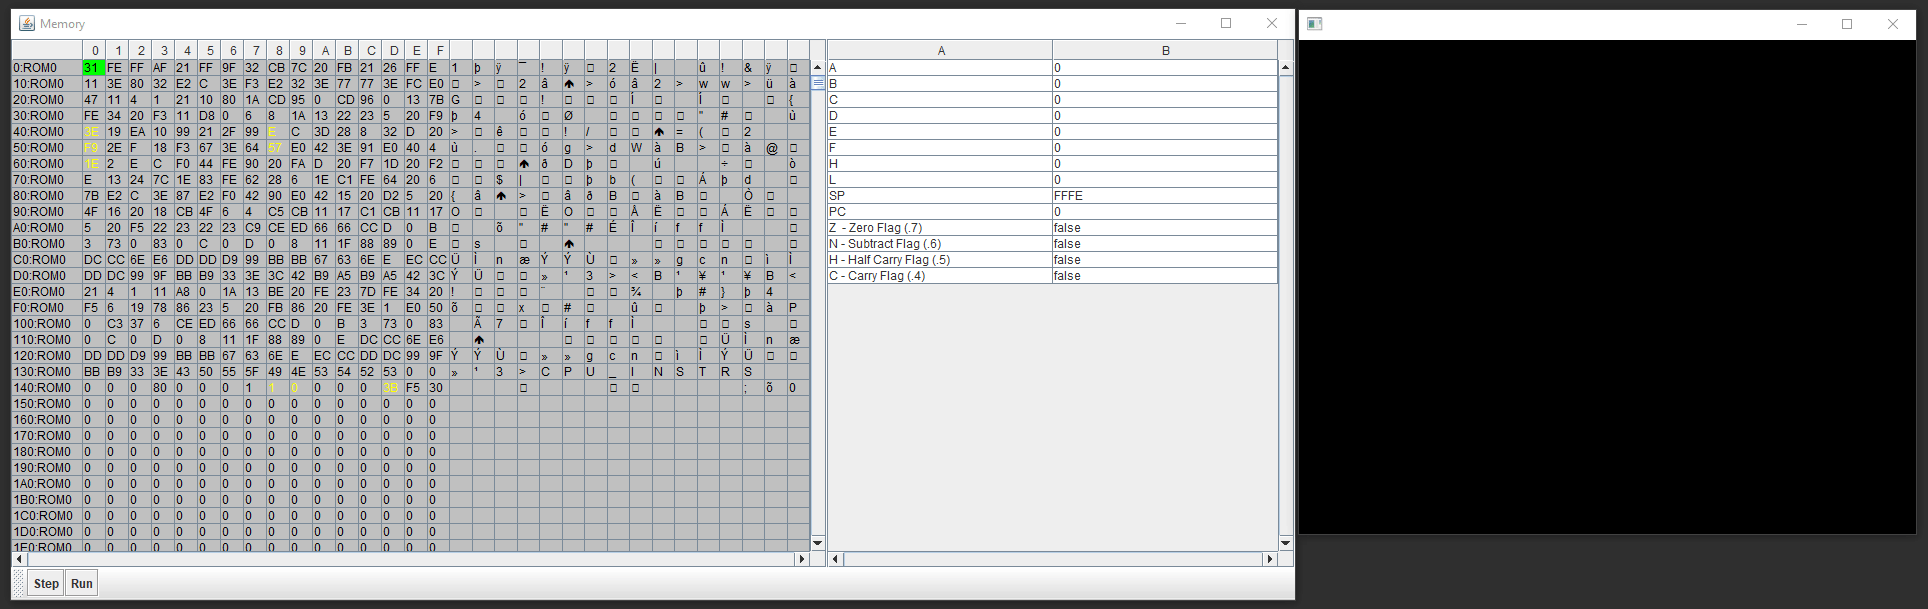 Memory
0 1 2 3 4 5 6 7 8 9 A B C D E F
0:ROM0 31 FE FF AF 21 FF 9F 32 CB 7C 20 FB 21 26 FF E 1 þ ÿ ¯ ! ÿ □ 2 Ë | û ! & ÿ □
10:ROM0 11 3E 80 32 E2 C 3E F3 E2 32 3E 77 77 3E FC E0 □ > □ 2 â ↑ > ó â 2 > w w > ü à
20:ROM0 47 11 4 1 21 10 80 1A CD 95 0 CD 96 0 13 7B G □ □ □ ! □ □ □ Í □ Í □ □ {
30:ROM0 FE 34 20 F3 11 D8 0 6 8 1A 13 22 23 5 20 F9 þ 4 ó □ Ø □ □ □ □ " # □ ù
40:ROM0 3E 19 EA 10 99 21 2F 99 E C 3D 28 8 32 D 20 > □ ê □ □ ! / □ □ ↑ = ( □ 2
50:ROM0 F9 2E F 18 F3 67 3E 64 57 E0 42 3E 91 E0 40 4 ù . □ □ ó g > d W à B > □ à @ □
60:ROM0 1E 2 E C F0 44 FE 90 20 FA D 20 F7 1D 20 F2 □ □ □ ↑ ð D þ □ ú ÷ □ ò
70:ROM0 E 13 24 7C 1E 83 FE 62 28 6 1E C1 FE 64 20 6 □ □ $ | □ □ þ b ( □ □ Á þ d □
80:ROM0 7B E2 C 3E 87 E2 F0 42 90 E0 42 15 20 D2 5 20 { â ↑ > □ â ð B □ à B □ Ò □
90:ROM0 4F 16 20 18 CB 4F 6 4 C5 CB 11 17 C1 CB 11 17 O □ □ Ë O □ □ Å Ë □ □ Á Ë □ □
A0:ROM0 5 20 F5 22 23 22 23 C9 CE ED 66 66 CC D 0 B □ õ " # " # É Î í f f Ì □
B0:ROM0 3 73 0 83 0 C 0 D 0 8 11 1F 88 89 0 E □ s □ ↑ □ □ □ □ □ □
C0:ROM0 DC CC 6E E6 DD DD D9 99 BB BB 67 63 6E E EC CC Ü Ì n æ Ý Ý Ù □ » » g c n □ ì Ì
D0:ROM0 DD DC 99 9F BB B9 33 3E 3C 42 B9 A5 B9 A5 42 3C Ý Ü □ □ » ¹ 3 > < B ¹ ¥ ¹ ¥ B <
E0:ROM0 21 4 1 11 A8 0 1A 13 BE 20 FE 23 7D FE 34 20 ! □ □ □ ¨ □ □ ¾ þ # } þ 4
F0:ROM0 F5 6 19 78 86 23 5 20 FB 86 20 FE 3E 1 E0 50 õ □ □ x □ # □ û □ þ > □ à P
100:ROM0 0 C3 37 6 CE ED 66 66 CC D 0 B 3 73 0 83 Ã 7 □ Î í f f Ì □ □ s □
110:ROM0 0 C 0 D 0 8 11 1F 88 89 0 E DC CC 6E E6 ↑ □ □ □ □ □ □ Ü Ì n æ
120:ROM0 DD DD D9 99 BB BB 67 63 6E E EC CC DD DC 99 9F Ý Ý Ù □ » » g c n □ ì Ì Ý Ü □ □
130:ROM0 BB B9 33 3E 43 50 55 5F 49 4E 53 54 52 53 0 0 » ¹ 3 > C P U _ I N S T R S
140:ROM0 0 0 0 80 0 0 0 1 1 0 0 0 0 3B F5 30 □ □ □ ; õ 0
150:ROM0 0 0 0 0 0 0 0 0 0 0 0 0 0 0 0 0
160:ROM0 0 0 0 0 0 0 0 0 0 0 0 0 0 0 0 0
170:ROM0 0 0 0 0 0 0 0 0 0 0 0 0 0 0 0 0
180:ROM0 0 0 0 0 0 0 0 0 0 0 0 0 0 0 0 0
190:ROM0 0 0 0 0 0 0 0 0 0 0 0 0 0 0 0 0
1A0:ROM0 0 0 0 0 0 0 0 0 0 0 0 0 0 0 0 0
1B0:ROM0 0 0 0 0 0 0 0 0 0 0 0 0 0 0 0 0
1C0:ROM0 0 0 0 0 0 0 0 0 0 0 0 0 0 0 0 0
1D0:ROM0 0 0 0 0 0 0 0 0 0 0 0 0 0 0 0 0
1E0:ROM0 0 0 0 0 0 0 0 0 0 0 0 0 0 0 0 0
A B
A 0
B 0
C 0
D 0
E 0
F 0
H 0
L 0
SP FFFE
PC 0
Z - Zero Flag (.7) false
N - Subtract Flag (.6) false
H - Half Carry Flag (.5) false
C - Carry Flag (.4) false
Step Run